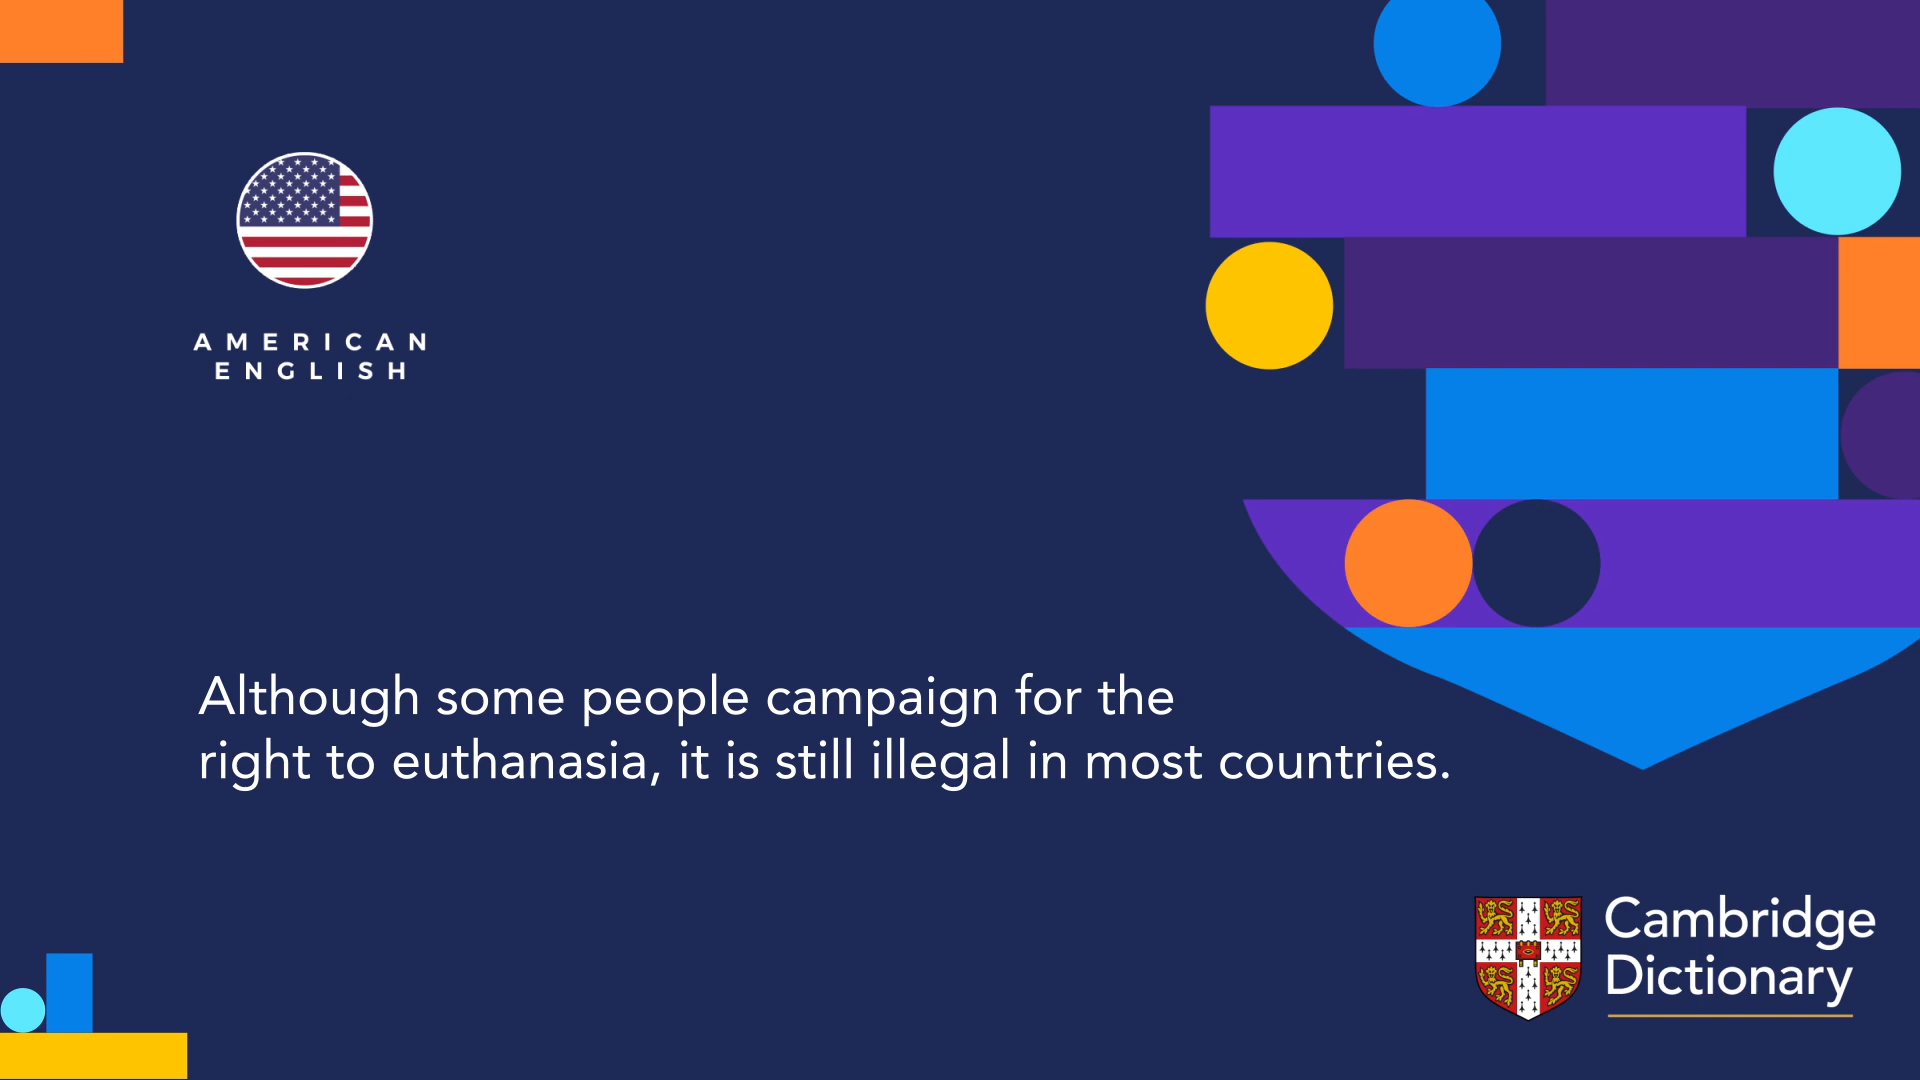 AMERICAN
ENGLISH
Although some people campaign for the
right to euthanasia, it is still illegal in most countries.
Cambridge
Dictionary